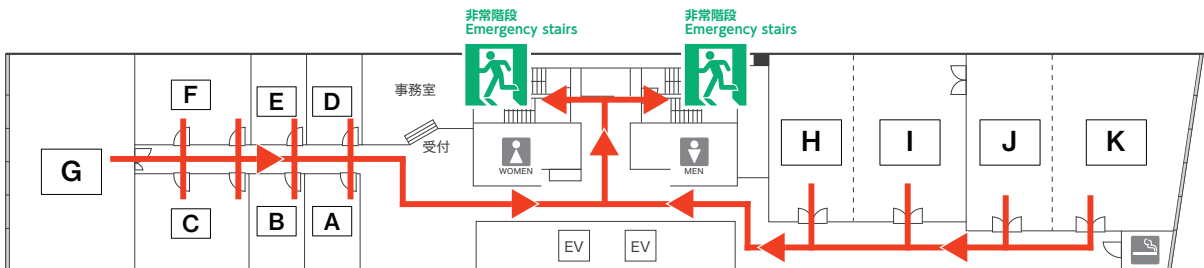 非常階段
Emergency stairs
非常階段
Emergency stairs
F
E
D
事務室
受付
G
C
B
A
WOMEN
MEN
H
I
J
K
EV
EV